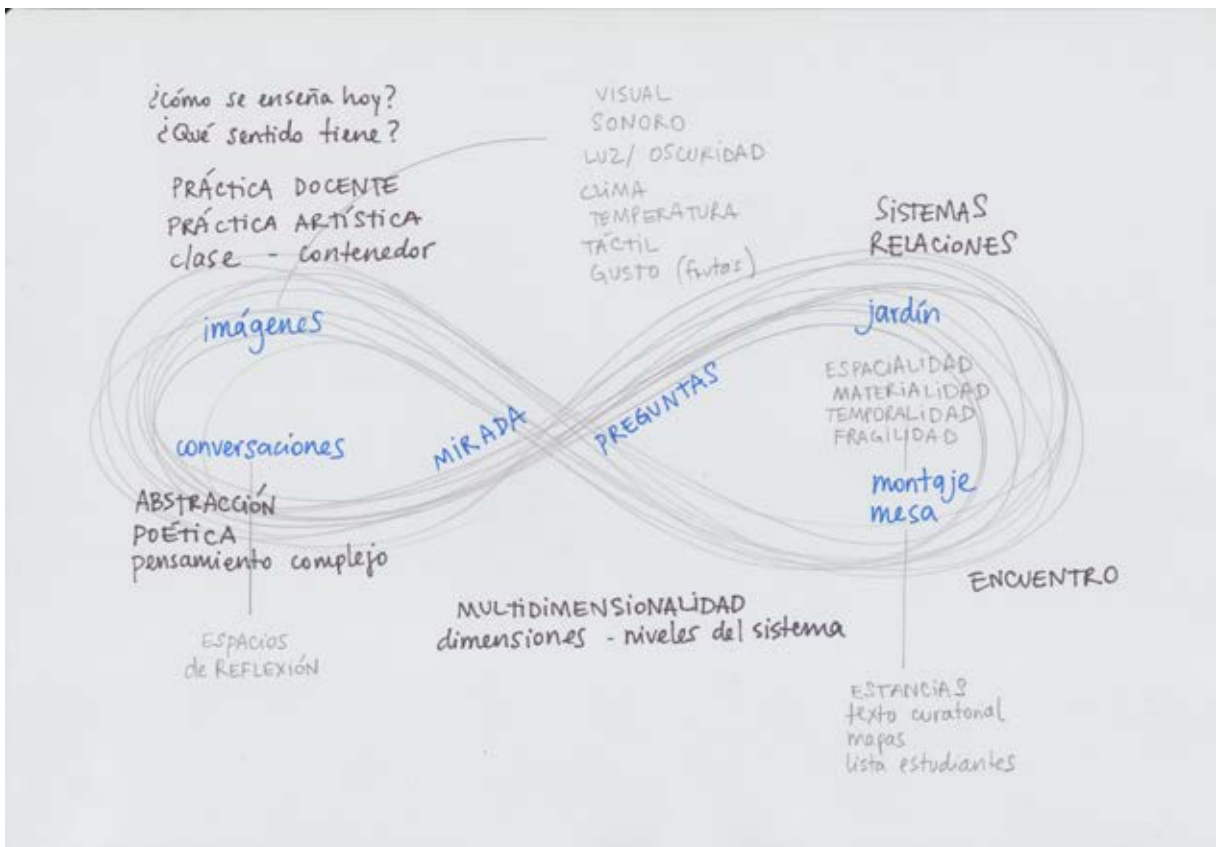 ¿Cómo se enseña hoy?
¿Qué sentido tiene?
PRÁCTICA DOCENTE
PRÁCTICA ARTÍSTICA
clase - contenedor
imágenes
conversaciones
ABSTRACCIÓN
POÉTICA
pensamiento complejo
ESPACIOS
de REFLEXIÓN
VISUAL
SONORO
LUZ/ OSCURIDAD
CLIMA
TEMPERATURA
TÁCTIL
GUSTO (frutas)
MIRADA
PREGUNTAS
MULTIDIMENSIONALIDAD
dimensiones - niveles del sistema
SISTEMAS
RELACIONES
jardín
ESPACIALIDAD
MATERIALIDAD
TEMPORALIDAD
FRAGILIDAD
montaje
mesa
ENCUENTRO
ESTANCIAS
texto curatorial
mapas
lista estudiantes